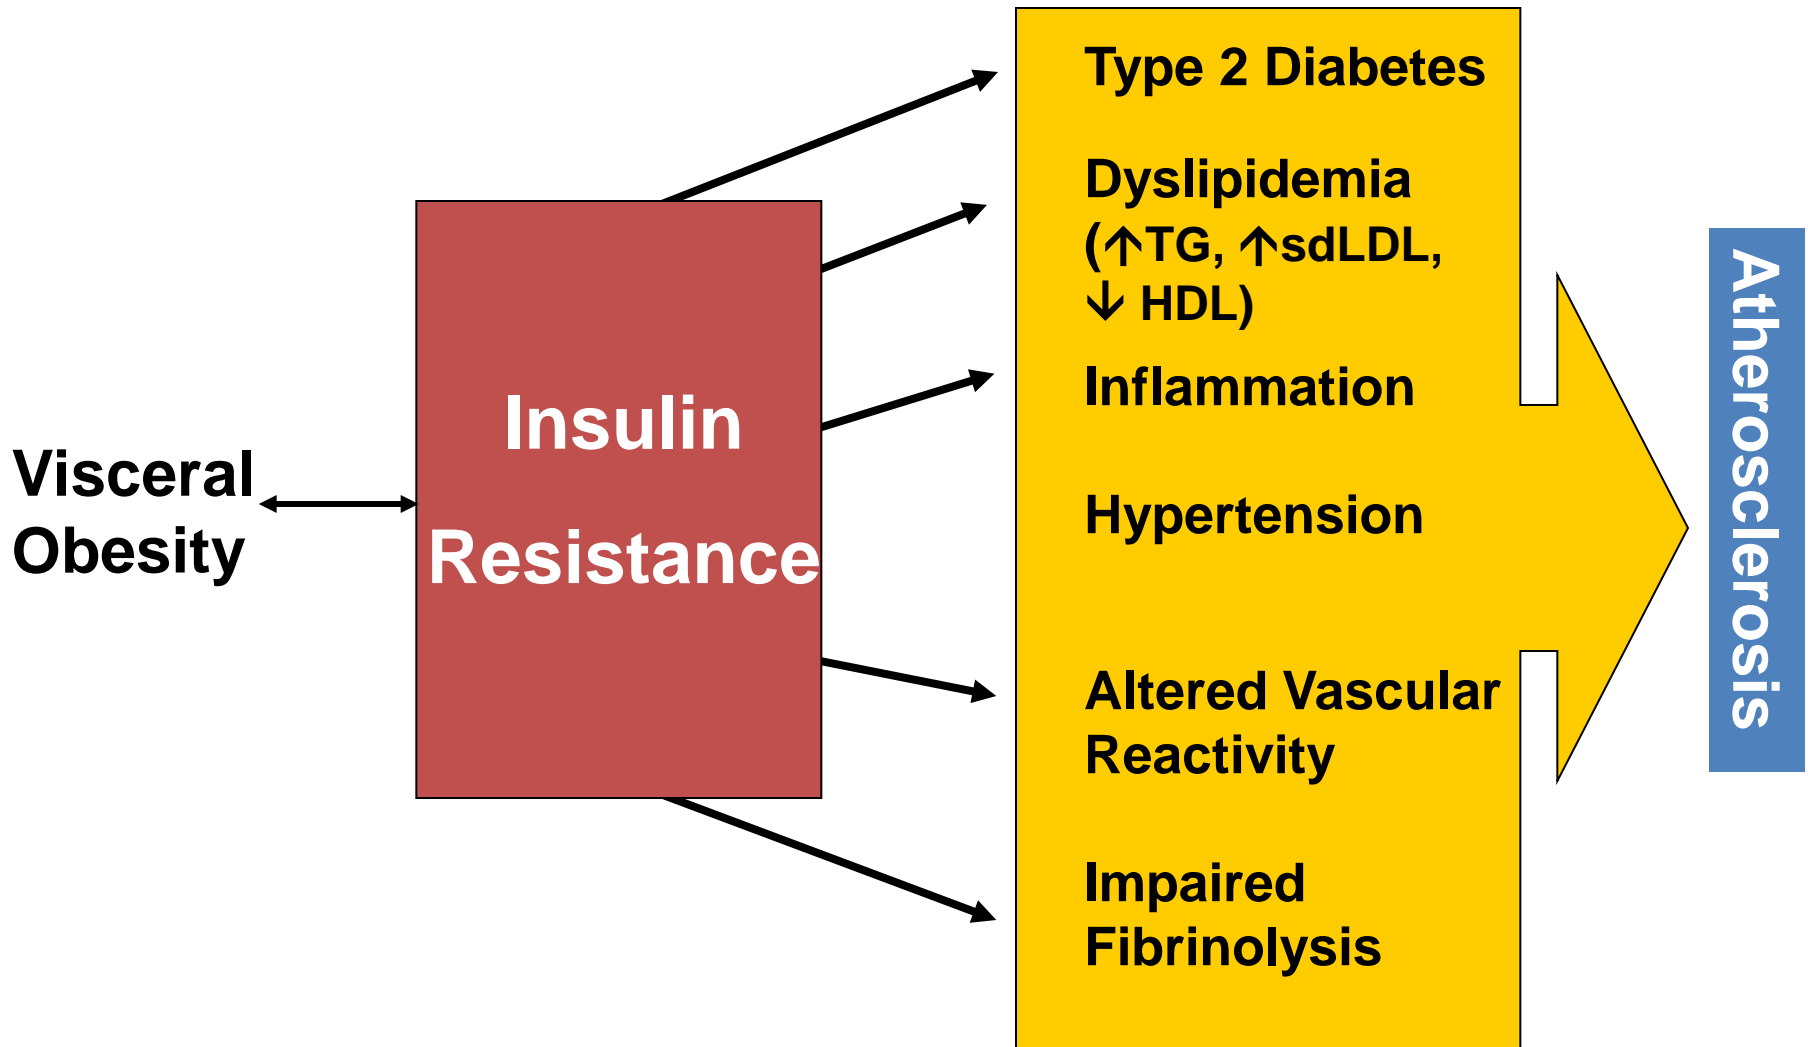 Visceral
Obesity
Insulin
Resistance
Type 2 Diabetes
Dyslipidemia
(↑TG, ↑sdLDL,
↓ HDL)
Inflammation
Hypertension
Altered Vascular
Reactivity
Impaired
Fibrinolysis
Atherosclerosis